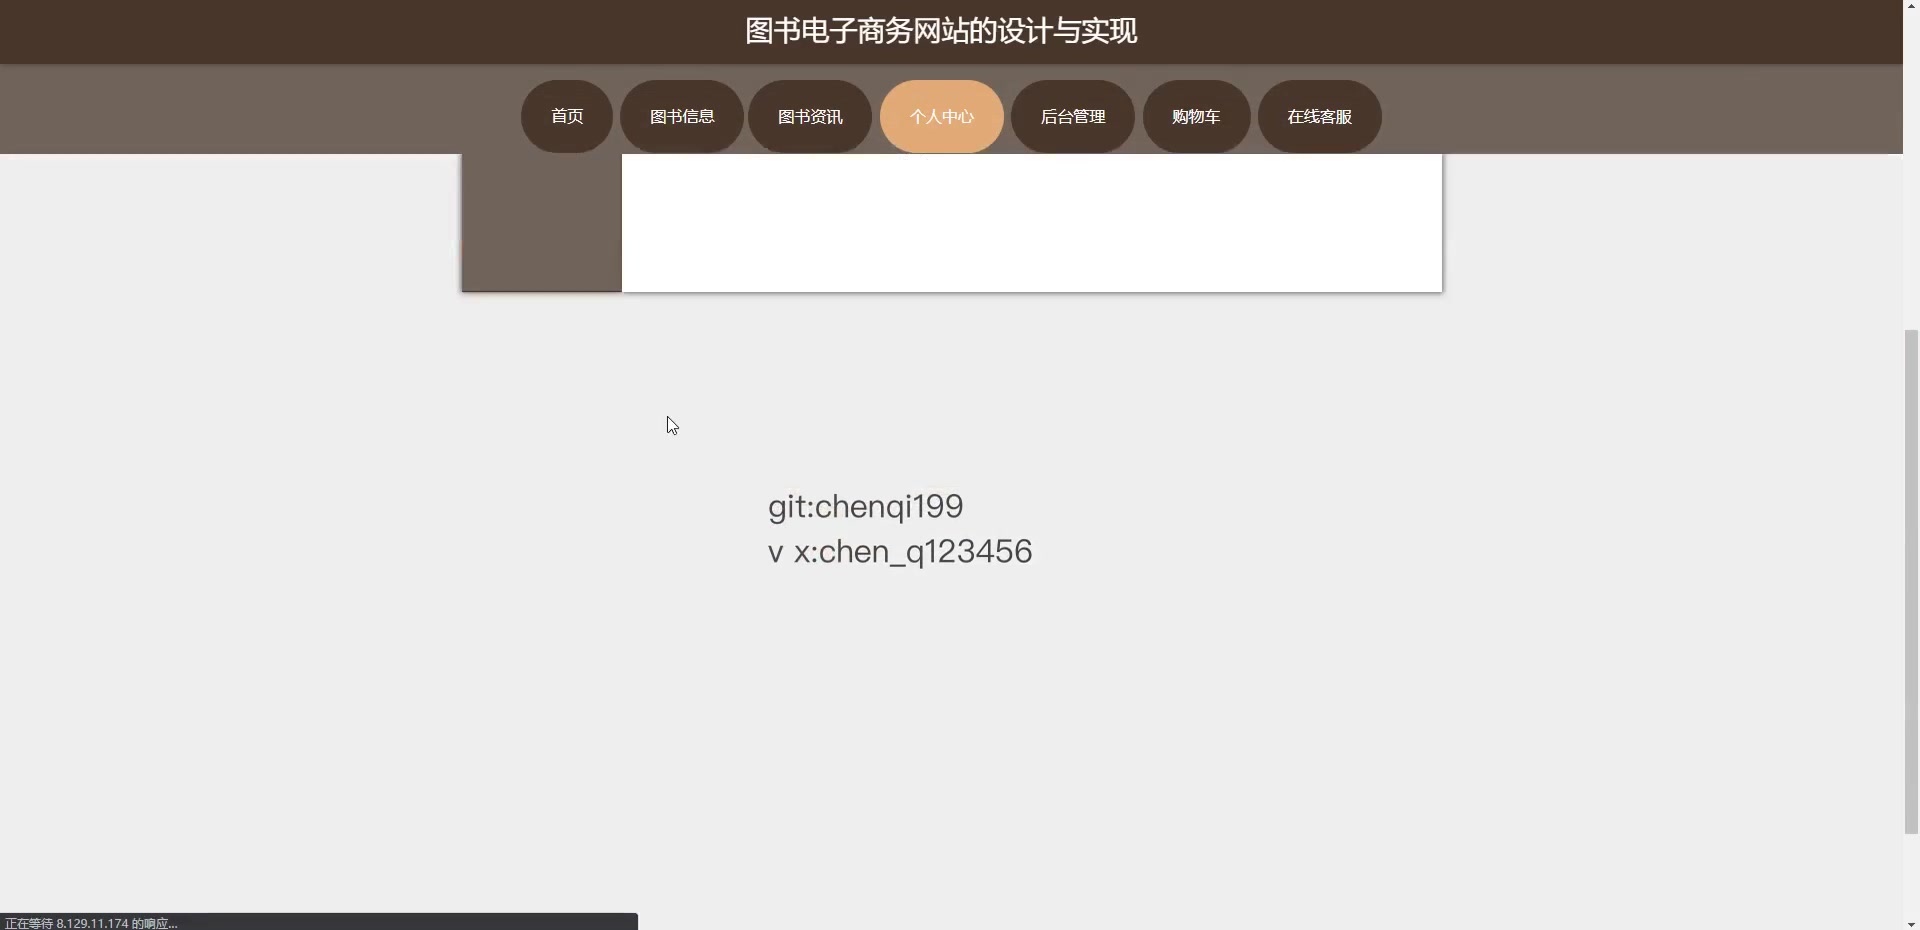 图书电子商务网站的设计与实现
首页 图书信息 图书资讯 个人中心 后台管理 购物车 在线客服
git:chenqi199
v x:chen_q123456
正在等待 8.129.11.174 的响应...